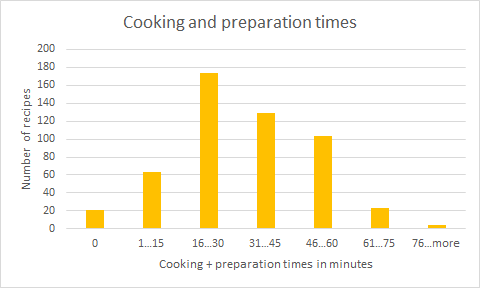 Cooking and preparation times
Number of recipes
200
180
160
140
120
100
80
60
40
20
0
0 1...15 16...30 31...45 46...60 61...75 76...more
Cooking + preparation times in minutes